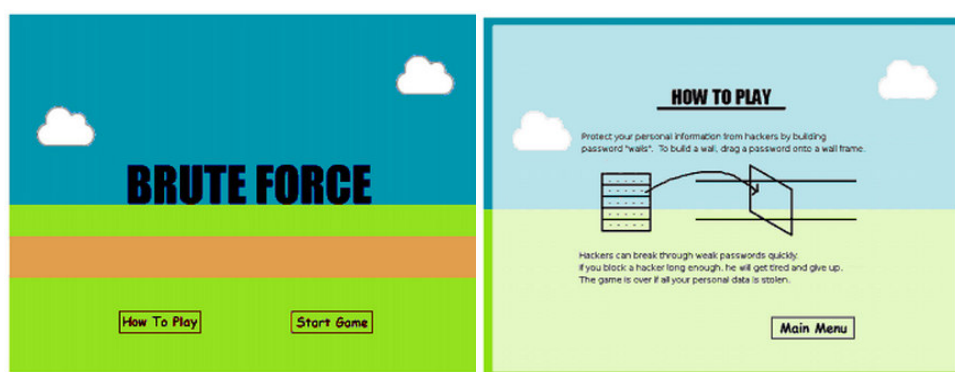 BRUTE FORCE
How To Play
Start Game
HOW TO PLAY
Protect your personal information from hackers by building
password "walls". To build a wall, drag a password onto a wall frame.
Hackers can break through weak passwords quickly.
If you block a hacker long enough, he will get tired and give up.
The game is over if all your personal data is stolen.
Main Menu